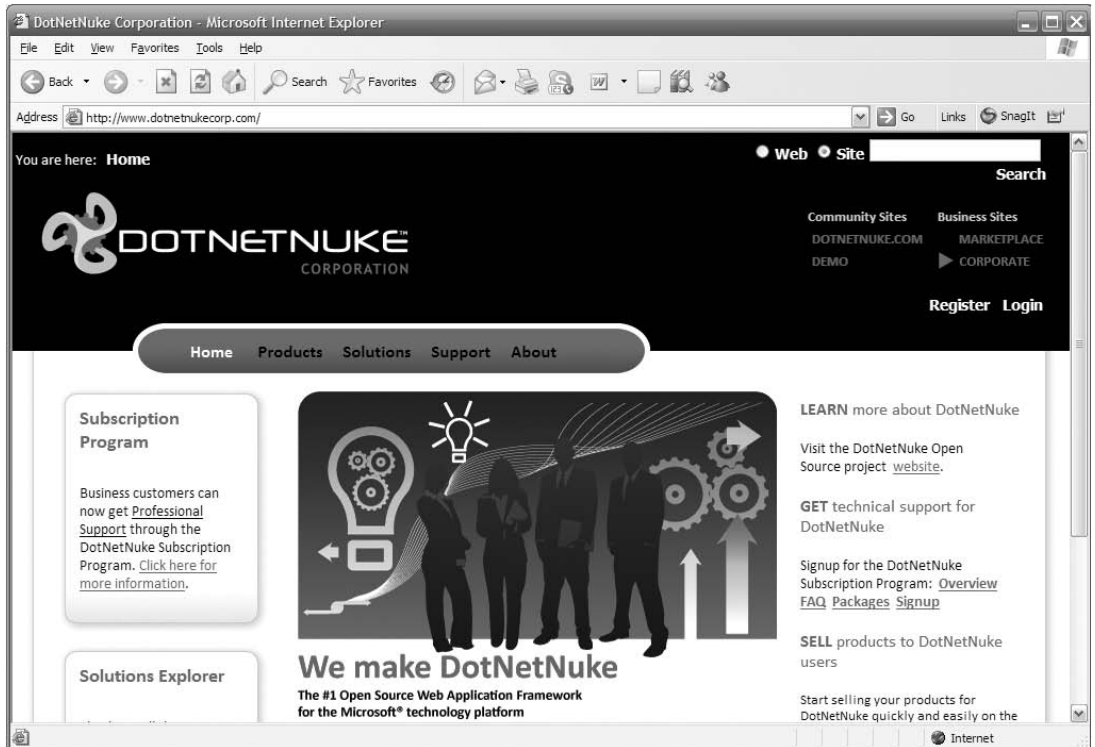 DotNetNuke Corporation - Microsoft Internet Explorer
File Edit View Favorites Tools Help
Back Search Favorites
Address http://www.dotnetnukecorp.com/ Go Links SnagIt
You are here: Home
Web Site
Search
DOTNETNUKE™
CORPORATION
Community Sites Business Sites
DOTNETNUKE.COM MARKETPLACE
DEMO CORPORATE
Register Login
Home Products Solutions Support About
Subscription
Program
Business customers can
now get Professional
Support through the
DotNetNuke Subscription
Program. Click here for
more information.
Solutions Explorer
We make DotNetNuke
The #1 Open Source Web Application Framework
for the Microsoft® technology platform
LEARN more about DotNetNuke
Visit the DotNetNuke Open
Source project website.
GET technical support for
DotNetNuke
Signup for the DotNetNuke
Subscription Program: Overview
FAQ Packages Signup
SELL products to DotNetNuke
users
Start selling your products for
DotNetNuke quickly and easily on the
Internet